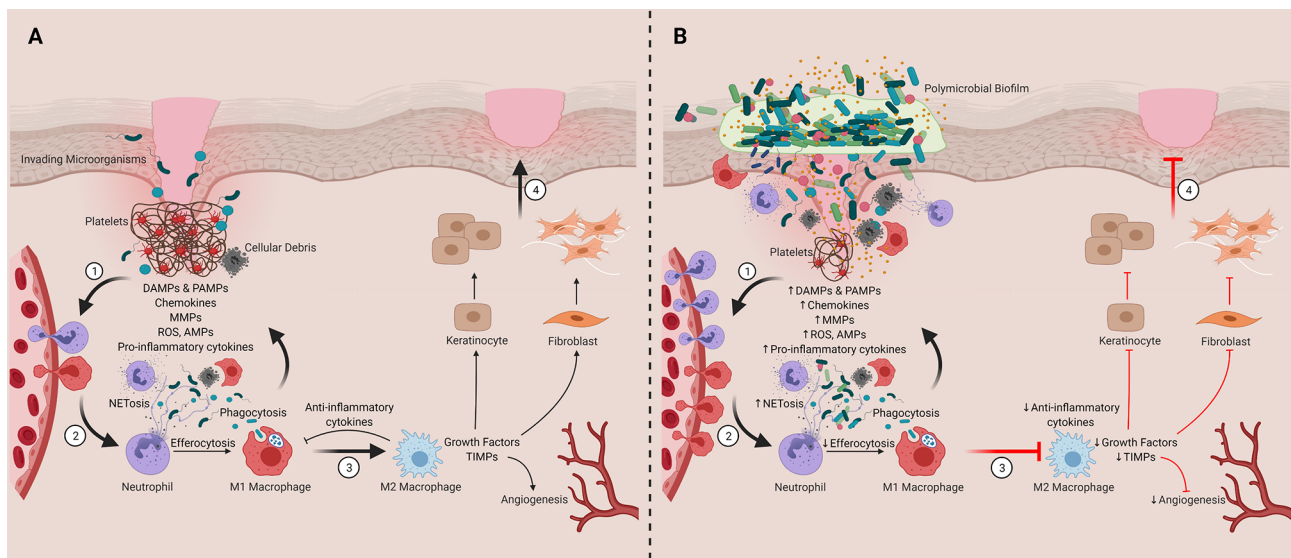 A
Invading Microorganisms
Platelets
Cellular Debris
1
DAMPs & PAMPs
Chemokines
MMPs
ROS, AMPs
Pro-inflammatory cytokines
NETosis
Phagocytosis
2
Efferocytosis
Neutrophil
M1 Macrophage
Anti-inflammatory
cytokines
3
M2 Macrophage
Growth Factors
TIMPs
Angiogenesis
Keratinocyte
Fibroblast
4
B
Polymicrobial Biofilm
Platelets
1
↑DAMPs & PAMPs
↑Chemokines
↑MMPs
↑ROS, AMPs
↑Pro-inflammatory cytokines
↑NETosis
Phagocytosis
2
↓Efferocytosis
Neutrophil
M1 Macrophage
3
↓Anti-inflammatory
cytokines
M2 Macrophage
↓Growth Factors
↓TIMPs
↓Angiogenesis
Keratinocyte
Fibroblast
4